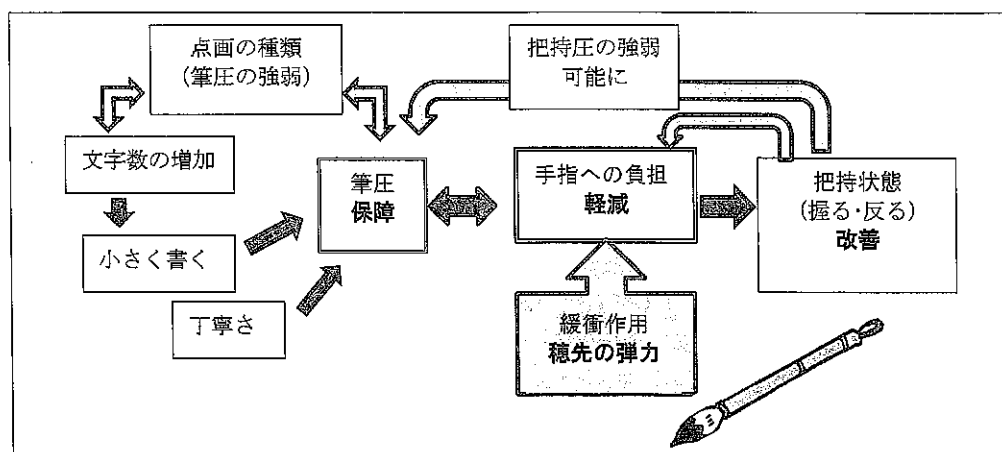 点画の種類
(筆圧の強弱)
把持圧の強弱
可能に
文字数の増加
筆圧
保障
手指への負担
軽減
把持状態
(握る・反る)
改善
小さく書く
丁寧さ
緩衝作用
穂先の弾力